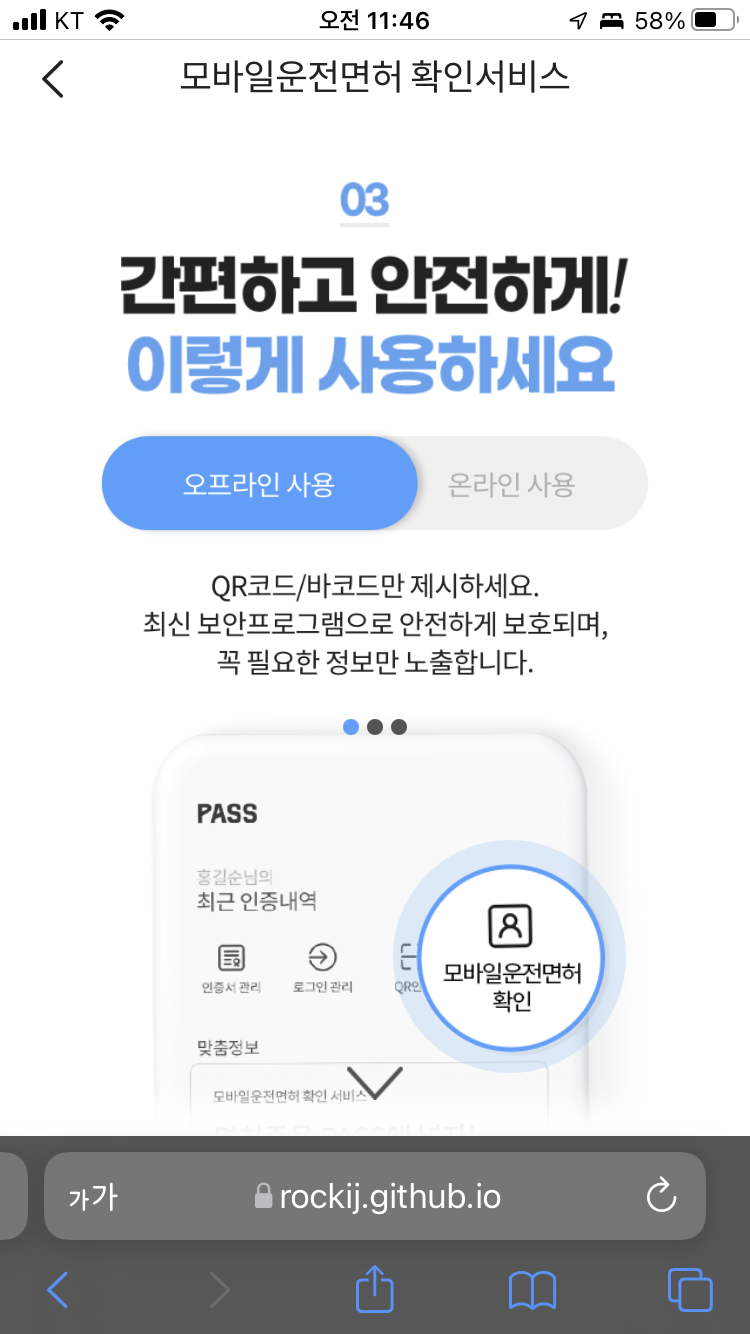 KT
오전 11:46
58%
모바일운전면허 확인서비스
03
간편하고 안전하게!
이렇게 사용하세요
오프라인 사용
온라인 사용
QR코드/바코드만 제시하세요.
최신 보안프로그램으로 안전하게 보호되며,
꼭 필요한 정보만 노출합니다.
PASS
홍길순님의
최근 인증내역
인증서 관리
로그인 관리
QR인
모바일운전면허
확인
맞춤정보
모바일운전면허 확인 서비스
가가
rockij.github.io